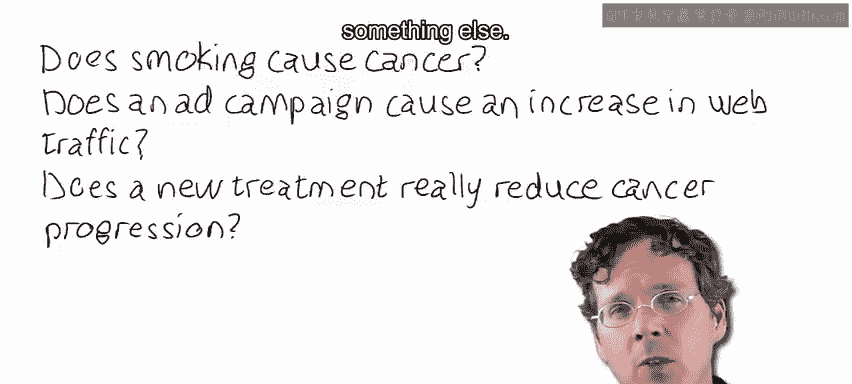 something else.
Does smoking cause cancer?
Does an ad campaign cause an increase in web
traffic?
Does a new treatment really reduce cancer
progression?